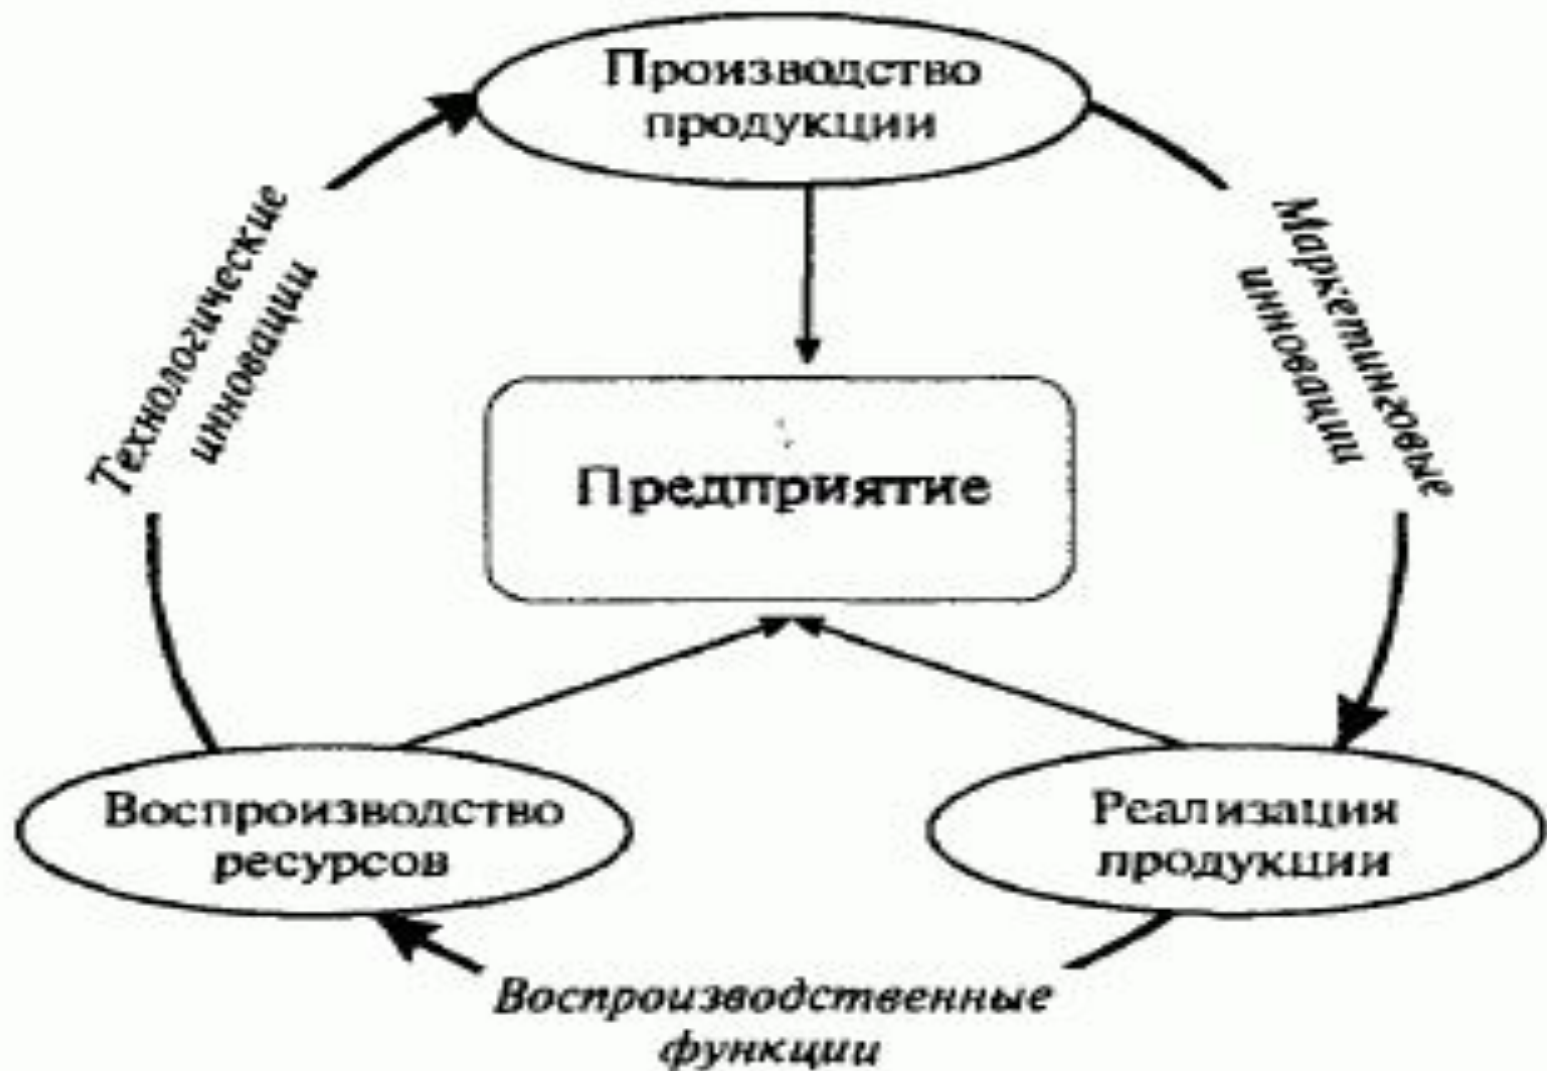 Производство
продукции
Технологические
инновации
Маркетинговые
инновации
Предприятие
Воспроизводство
ресурсов
Реализация
продукции
Воспроизводственные
функции